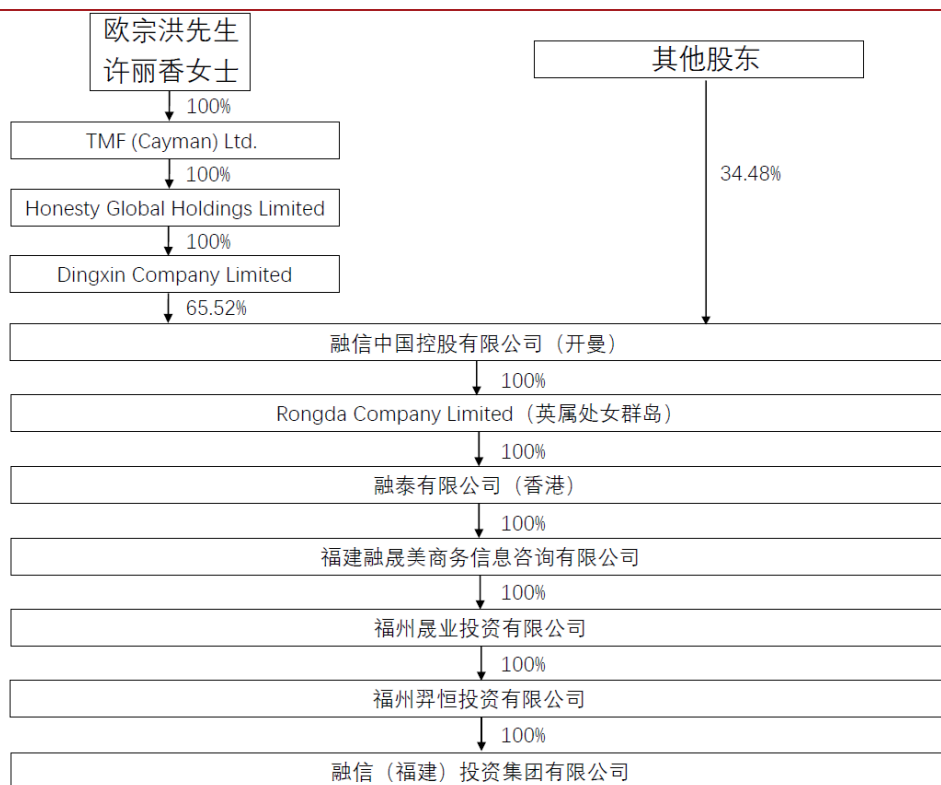 欧宗洪先生
许丽香女士
其他股东
100%
TMF (Cayman) Ltd.
100%
34.48%
Honesty Global Holdings Limited
100%
Dingxin Company Limited
65.52%
融信中国控股有限公司（开曼）
100%
Rongda Company Limited（英属处女群岛）
100%
融泰有限公司（香港）
100%
福建融晟美商务信息咨询有限公司
100%
福州晟业投资有限公司
100%
福州羿恒投资有限公司
100%
融信（福建）投资集团有限公司